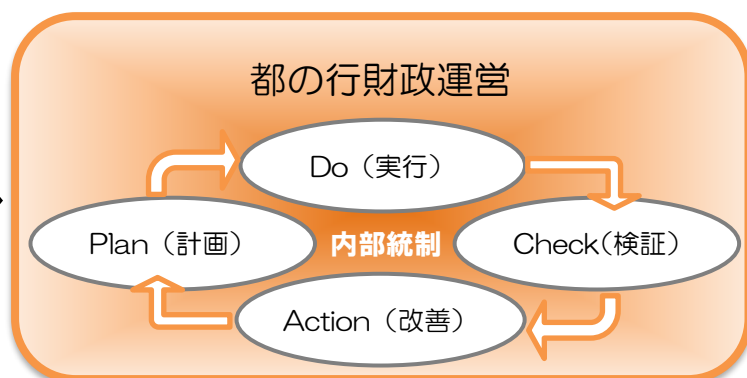 都の行財政運営
Do（実行）
Plan（計画）
内部統制
Check（検証）
Action（改善）